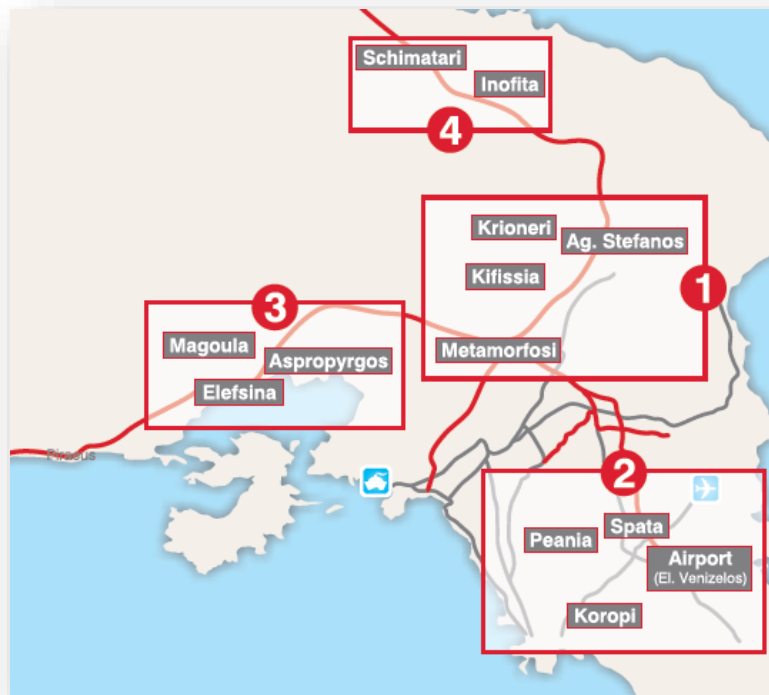 Schimatari
Inofita
4
Krioneri
Ag. Stefanos
Kifissia
1
3
Magoula
Metamorfosi
Aspropyrgos
Elefsina
Piraeus
2
Spata
Peania
Airport
(El. Venizelos)
Koropi